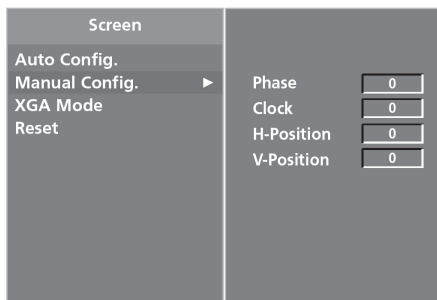 Screen
Auto Config.
Manual Config. ►
XGA Mode
Reset
Phase 0
Clock 0
H-Position 0
V-Position 0